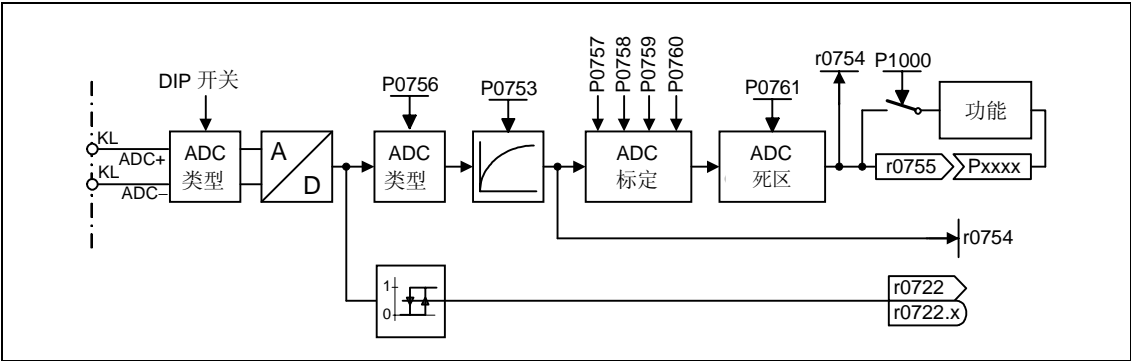 DIP 开关
KL
ADC+
KL
ADC−
ADC
类型
A
D
P0756
ADC
类型
P0753
P0757
P0758
P0759
P0760
ADC
标定
P0761
ADC
死区
r0754
P1000
功能
r0755
Pxxxx
r0754
1
0
r0722
r0722.x